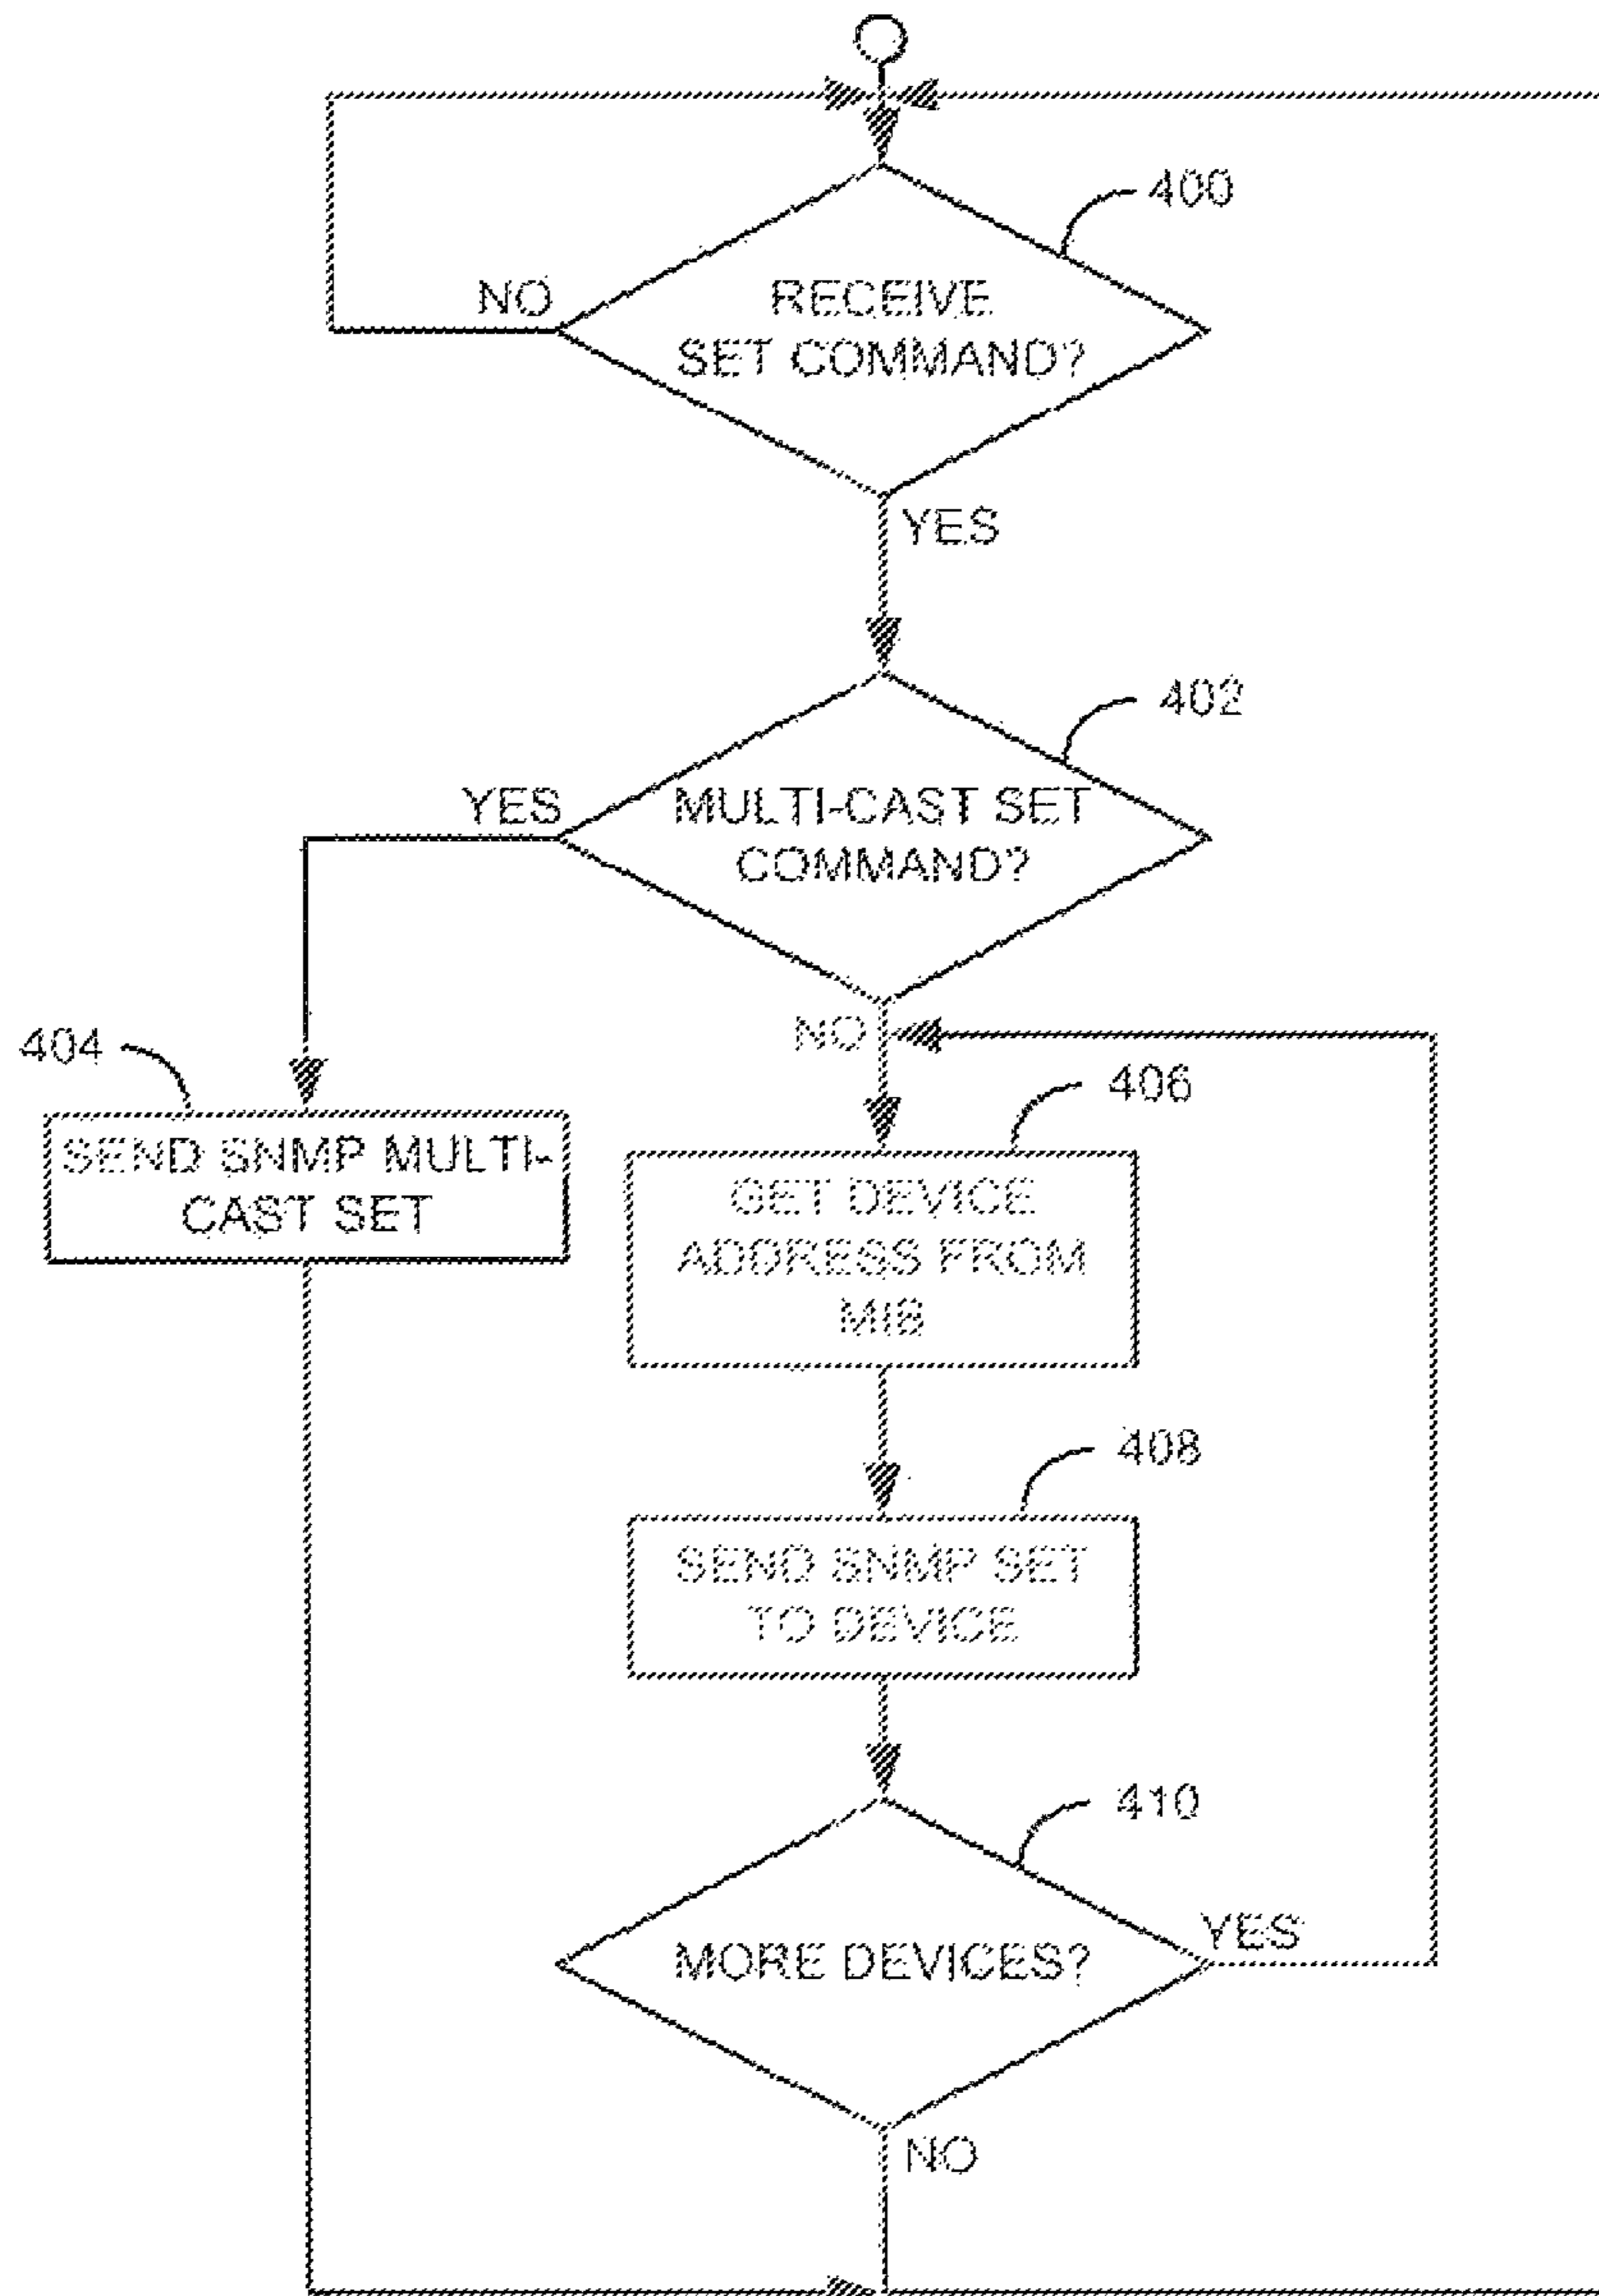 400
NO
RECEIVE
SET COMMAND?
YES
402
YES
MULTI-CAST SET
COMMAND?
NO
404
406
SEND SNMP MULTI-
CAST SET
GET DEVICE
ADDRESS FROM
MIB
408
SEND SNMP SET
TO DEVICE
410
MORE DEVICES?
YES
NO